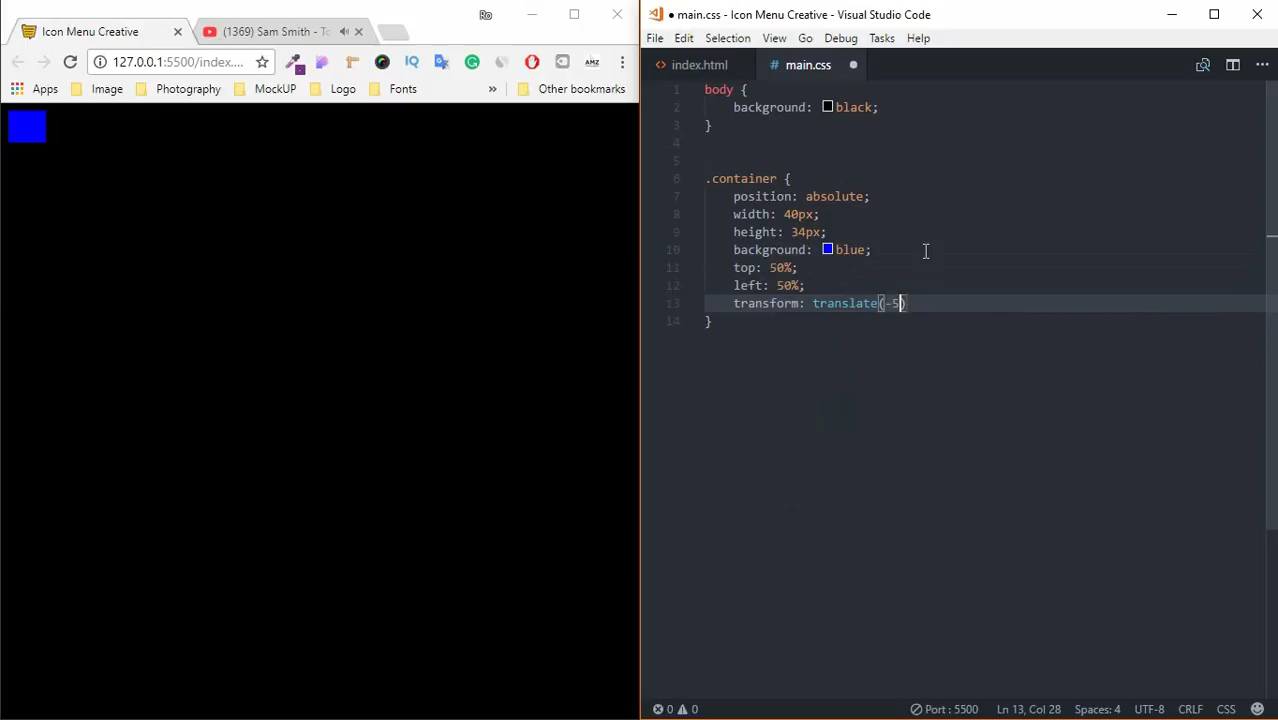 Icon Menu Creative
(1369) Sam Smith - To
Ro
127.0.0.1:5500/index.…
IQ
AMZ
Apps
Image
Photography
MockUP
Logo
Fonts
»
Other bookmarks
● main.css - Icon Menu Creative - Visual Studio Code
File Edit Selection View Go Debug Tasks Help
<> index.html
# main.css ●
1 body {
2 background: black;
3 }
4
5
6 .container {
7 position: absolute;
8 width: 40px;
9 height: 34px;
10 background: blue;
11 top: 50%;
12 left: 50%;
13 transform: translate(-5)
14 }
0 0 Port : 5500 Ln 13, Col 28 Spaces: 4 UTF-8 CRLF CSS